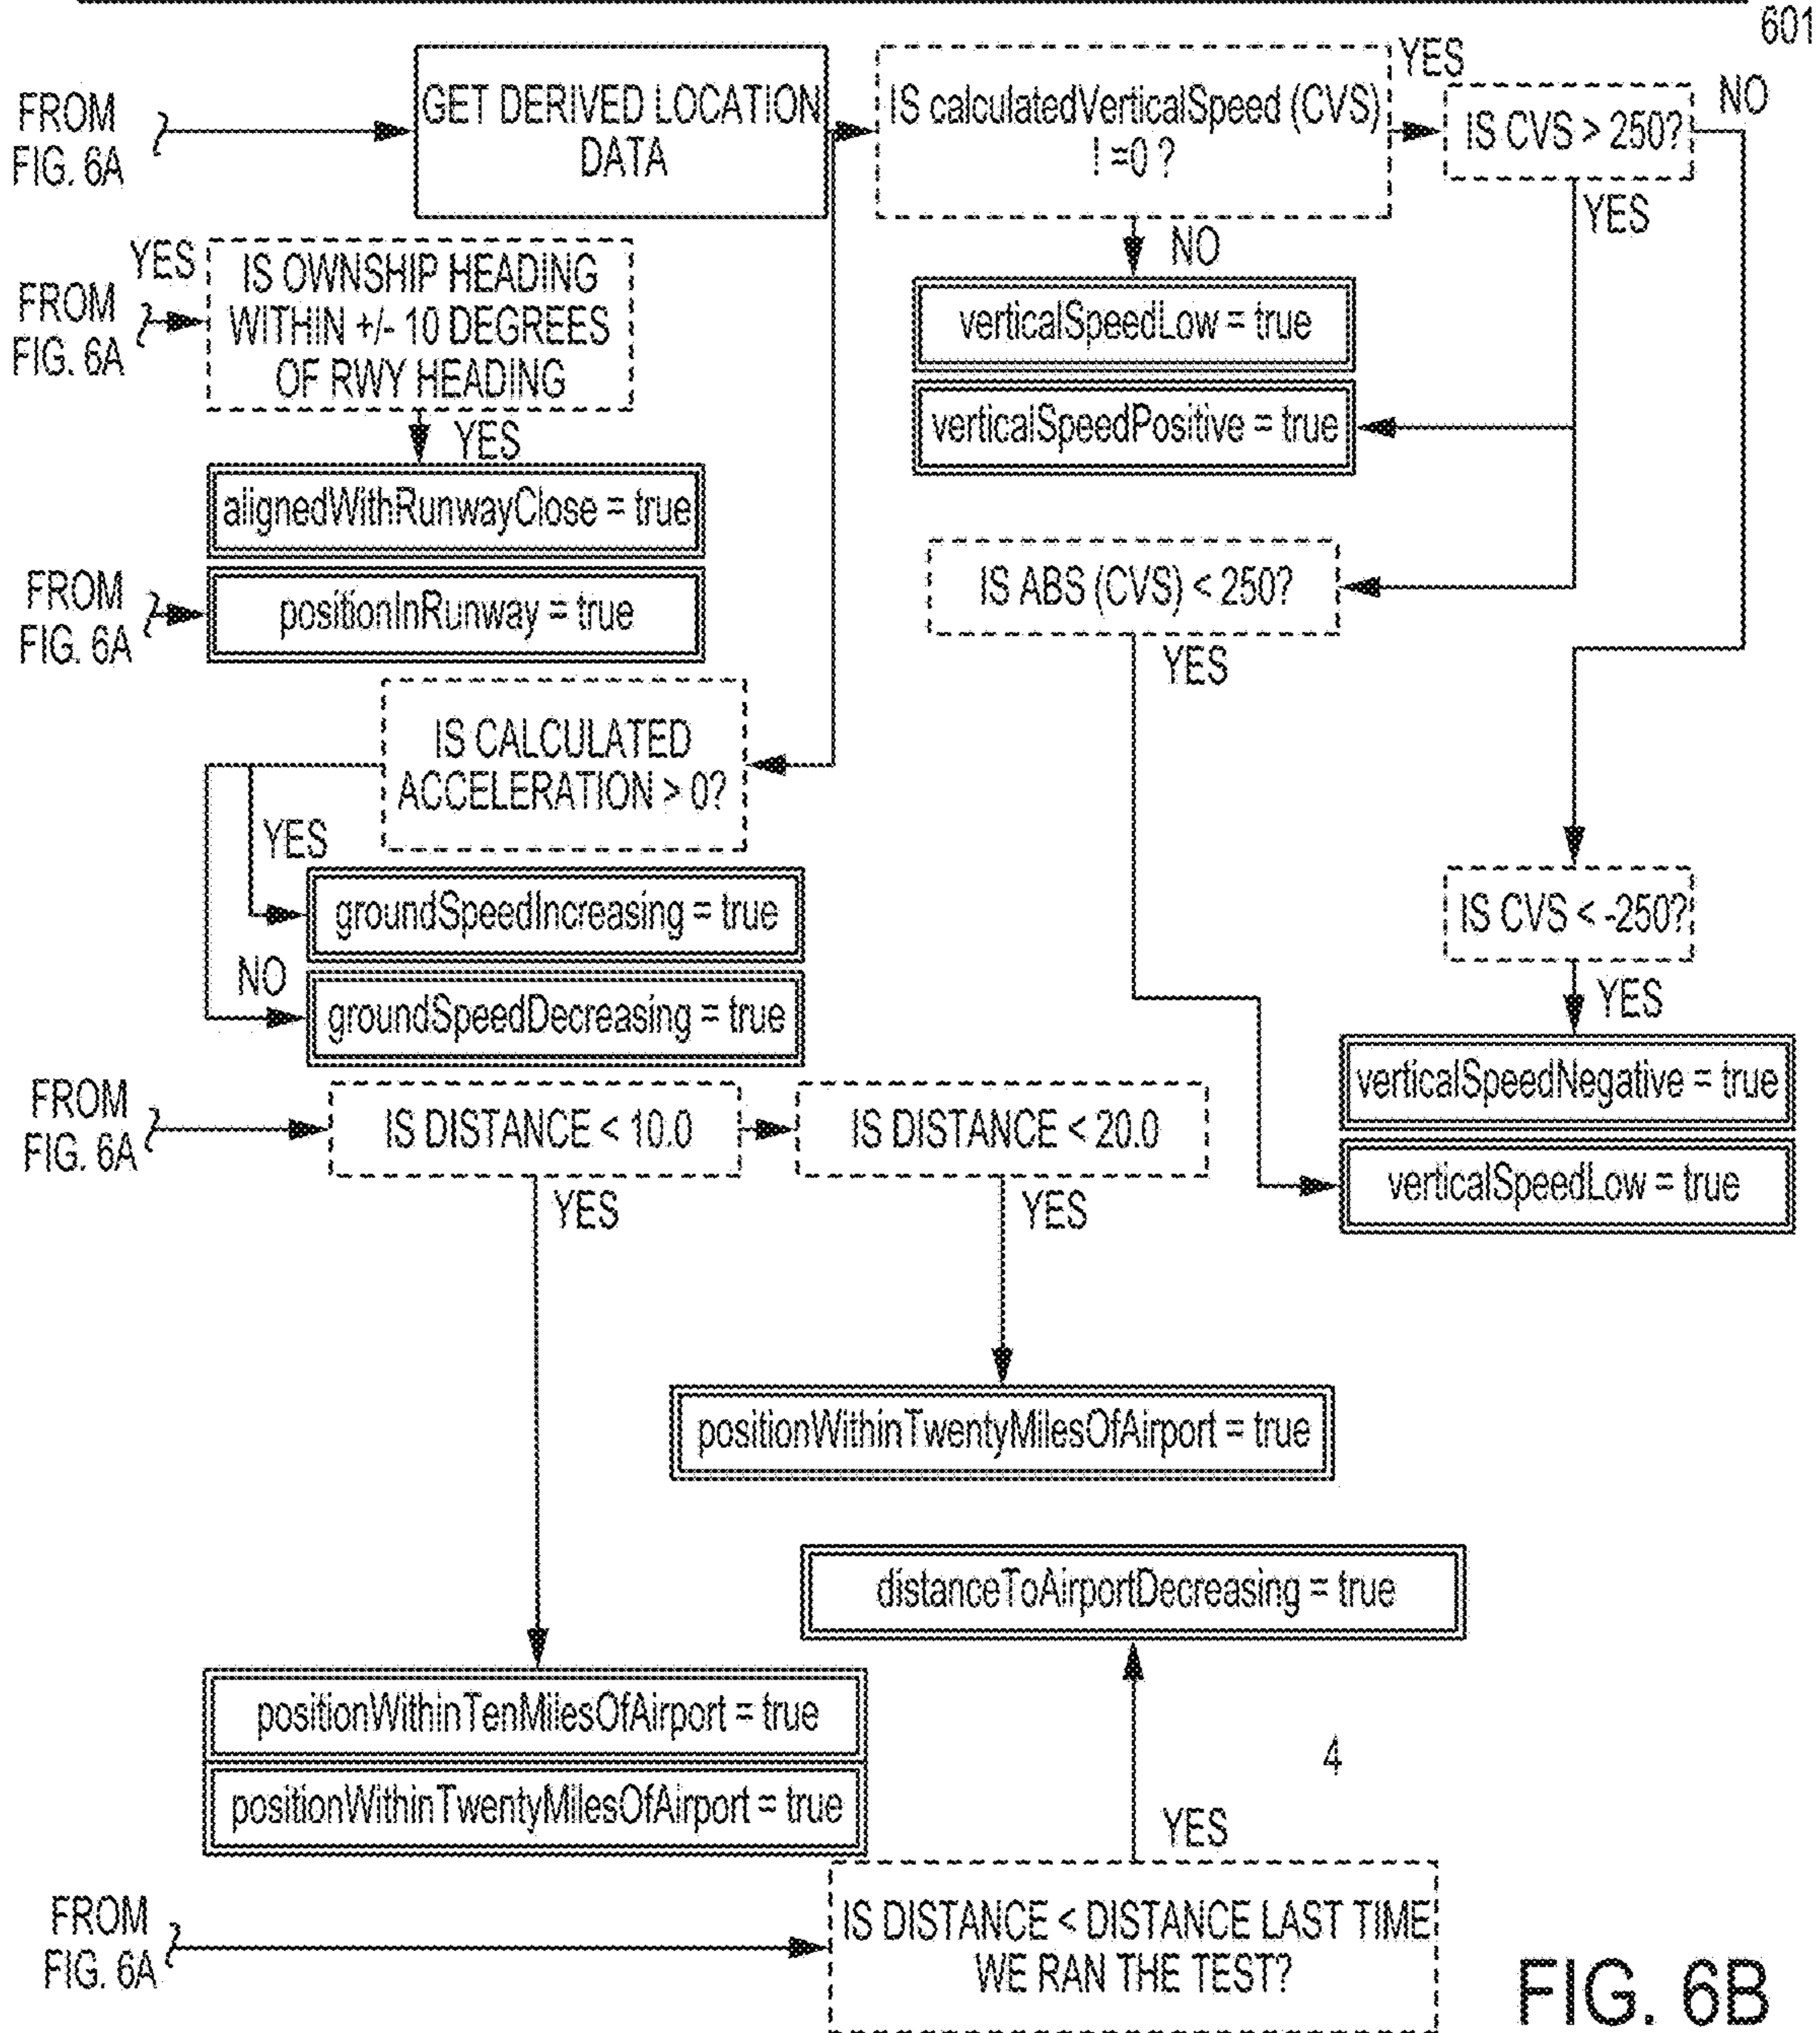 601
FROM
FIG. 6A
GET DERIVED LOCATION
DATA
IS calculatedVerticalSpeed (CVS)
! =0 ?
YES
IS CVS > 250?
NO
YES
NO
verticalSpeedLow = true
verticalSpeedPositive = true
YES
FROM
FIG. 6A
IS OWNSHIP HEADING
WITHIN +/- 10 DEGREES
OF RWY HEADING
YES
alignedWithRunwayClose = true
FROM
FIG. 6A
positionInRunway = true
IS ABS (CVS) < 250?
YES
IS CALCULATED
ACCELERATION > 0?
YES
groundSpeedIncreasing = true
NO
groundSpeedDecreasing = true
IS CVS < -250?
YES
verticalSpeedNegative = true
verticalSpeedLow = true
FROM
FIG. 6A
IS DISTANCE < 10.0
IS DISTANCE < 20.0
YES
YES
positionWithinTwentyMilesOfAirport = true
distanceToAirportDecreasing = true
positionWithinTenMilesOfAirport = true
positionWithinTwentyMilesOfAirport = true
4
YES
FROM
FIG. 6A
IS DISTANCE < DISTANCE LAST TIME
WE RAN THE TEST?
FIG. 6B